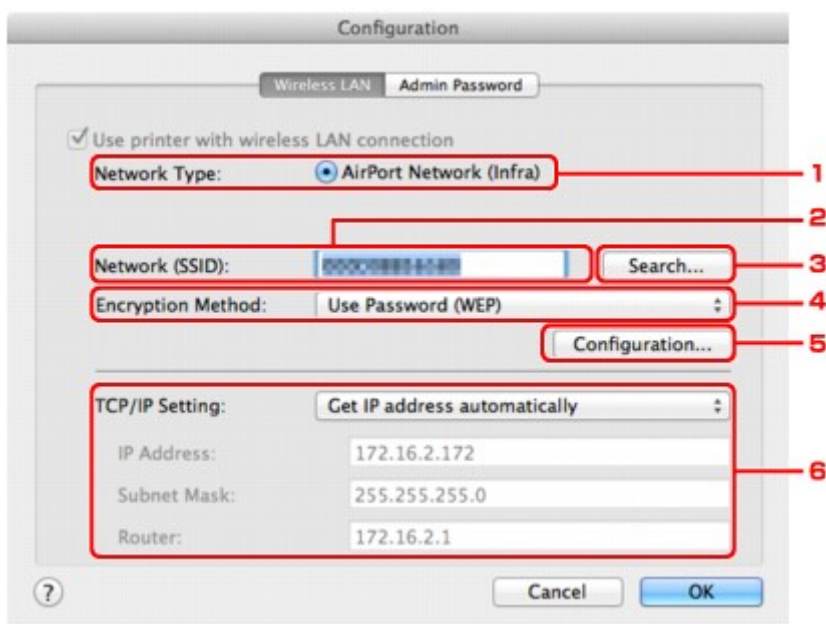 Configuration
Wireless LAN Admin Password
Use printer with wireless LAN connection
Network Type: AirPort Network (Infra) 1
2
Network (SSID): Search... 3
Encryption Method: Use Password (WEP) 4
Configuration... 5
TCP/IP Setting: Get IP address automatically
IP Address: 172.16.2.172
6
Subnet Mask: 255.255.255.0
Router: 172.16.2.1
? Cancel OK